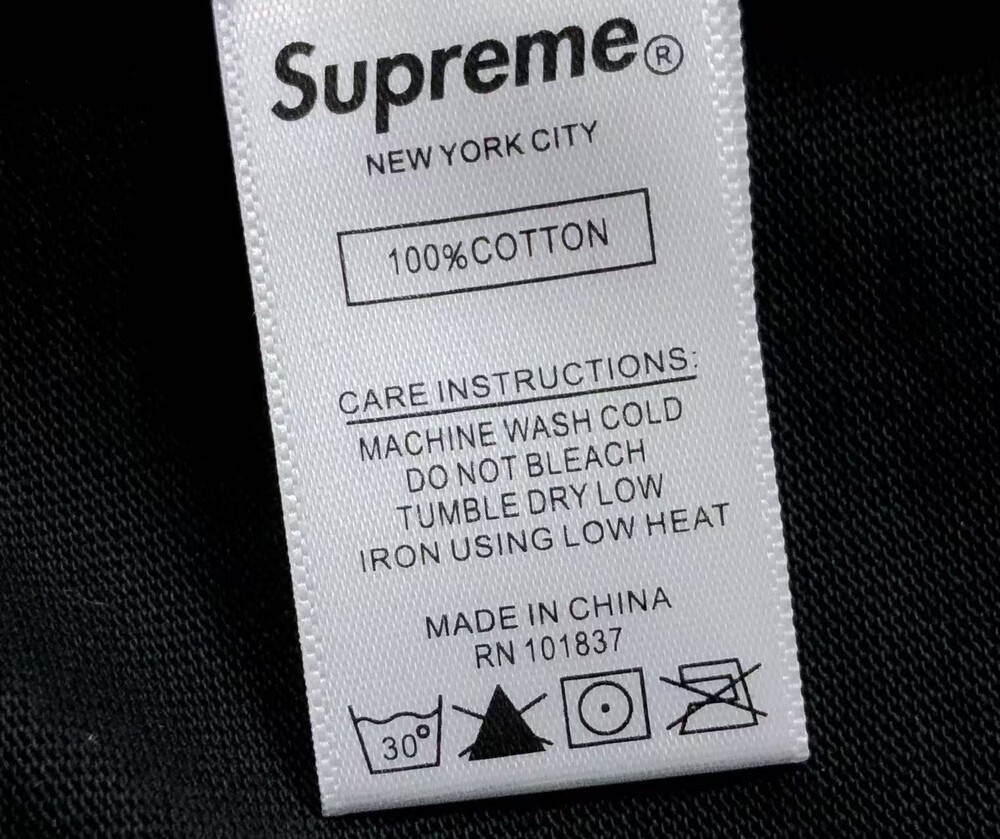 Supreme®
NEW YORK CITY
100%COTTON
CARE INSTRUCTIONS:
MACHINE WASH COLD
DO NOT BLEACH
TUMBLE DRY LOW
IRON USING LOW HEAT
MADE IN CHINA
RN 101837
30°